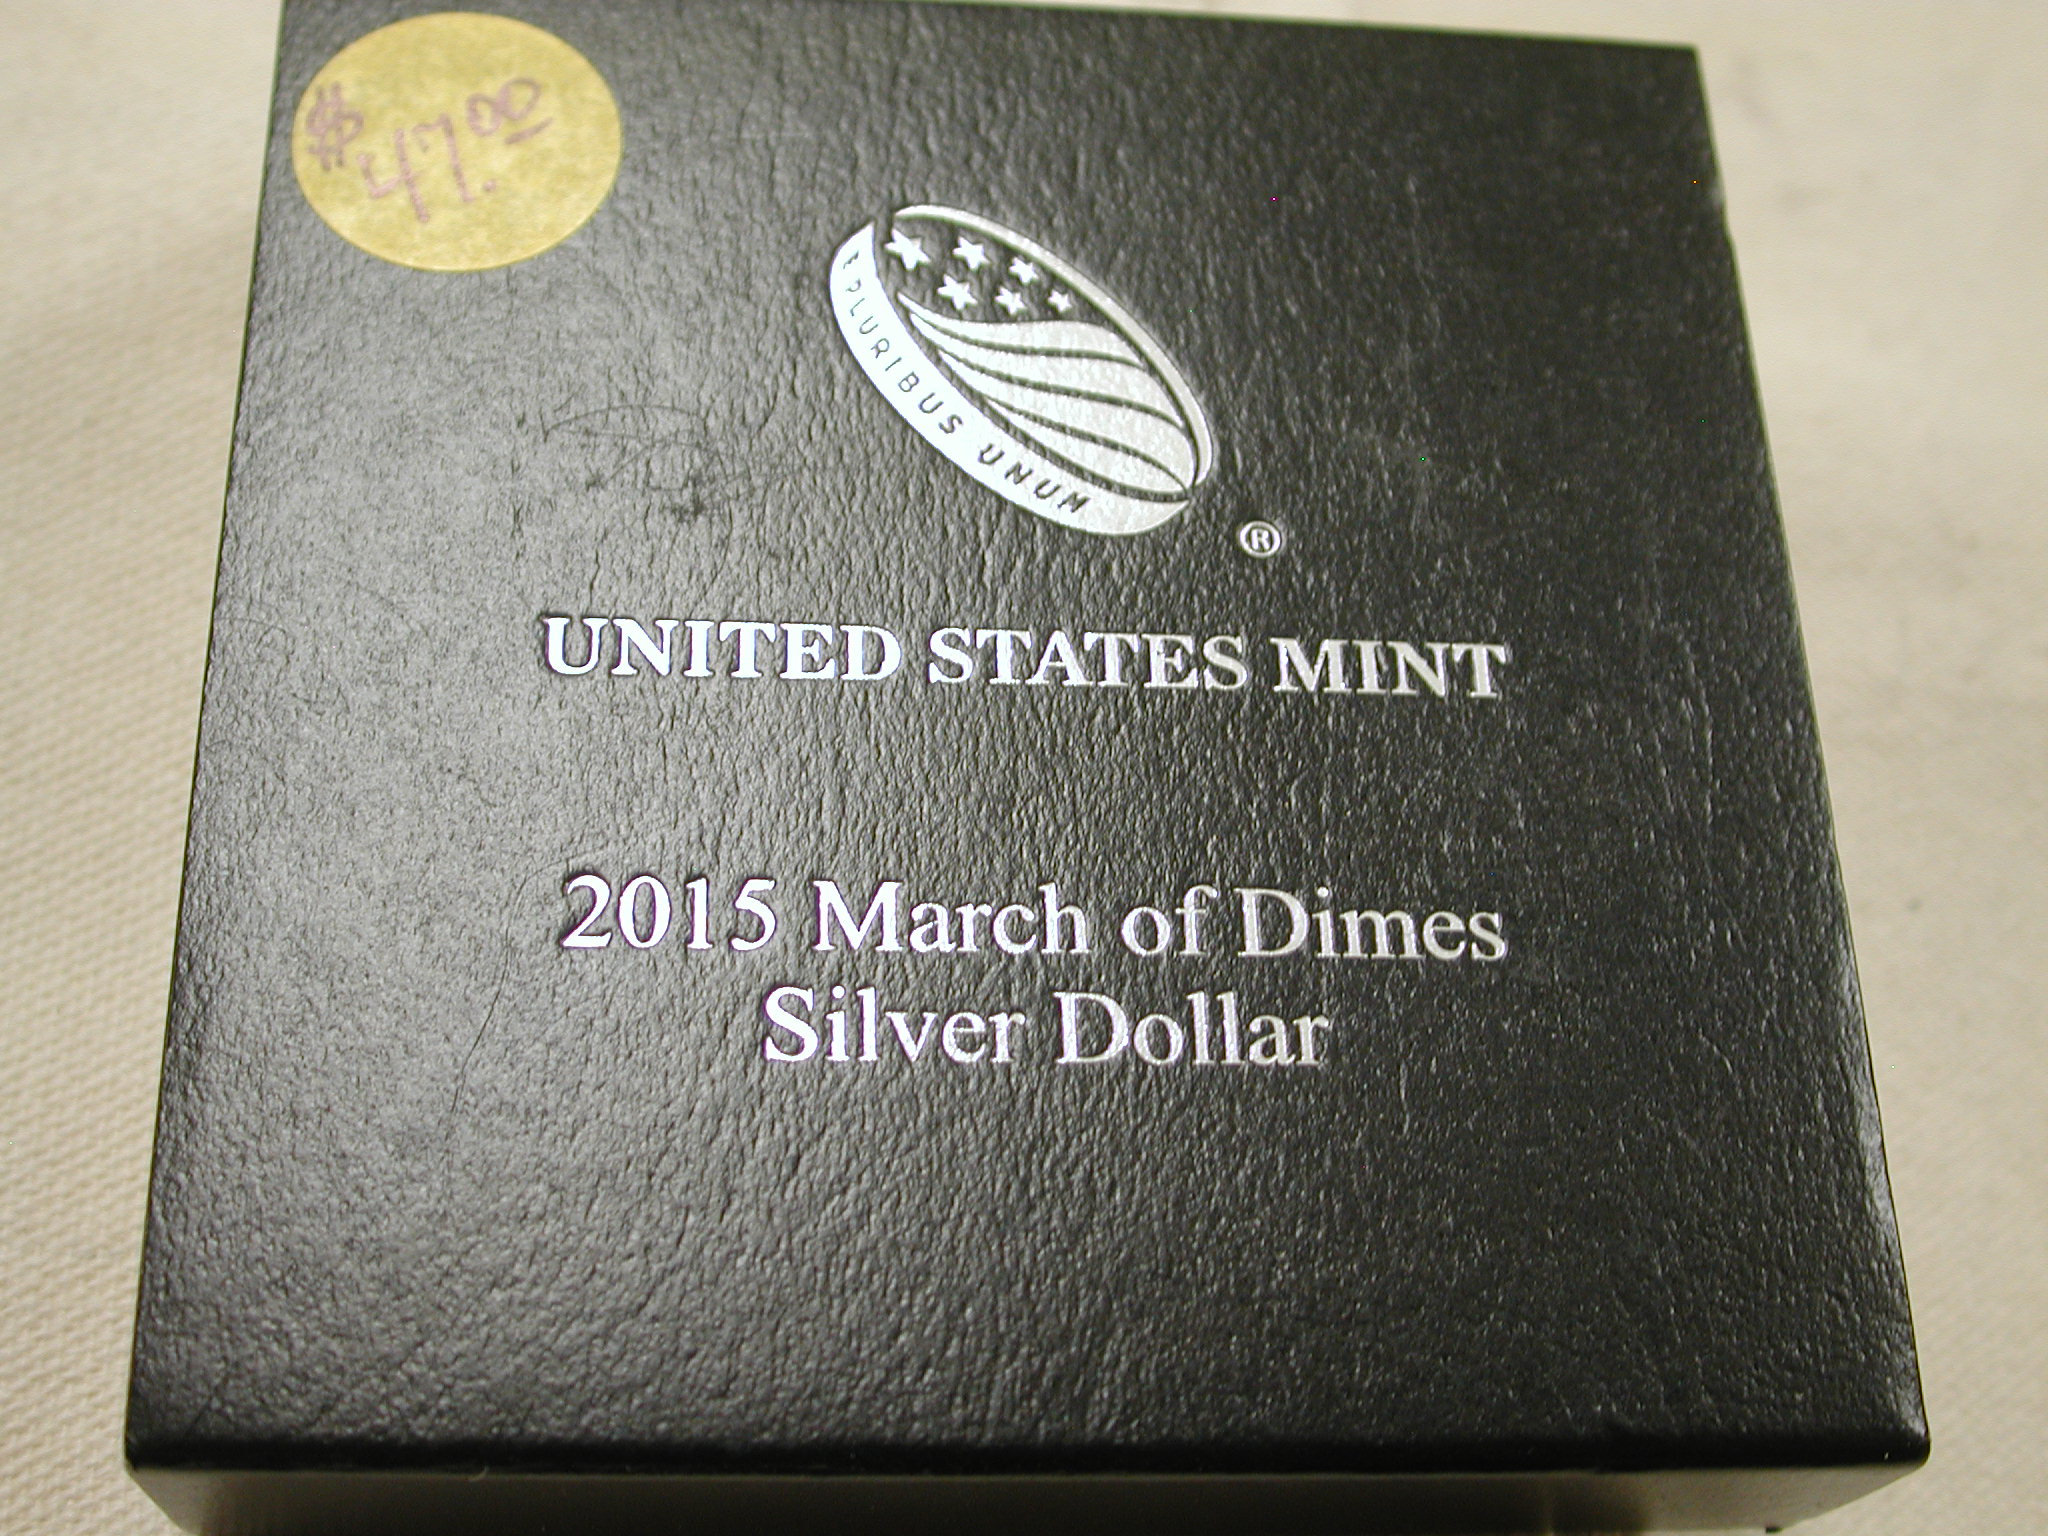 $47.00
E PLURIBUS UNUM
®
UNITED STATES MINT
2015 March of Dimes
Silver Dollar